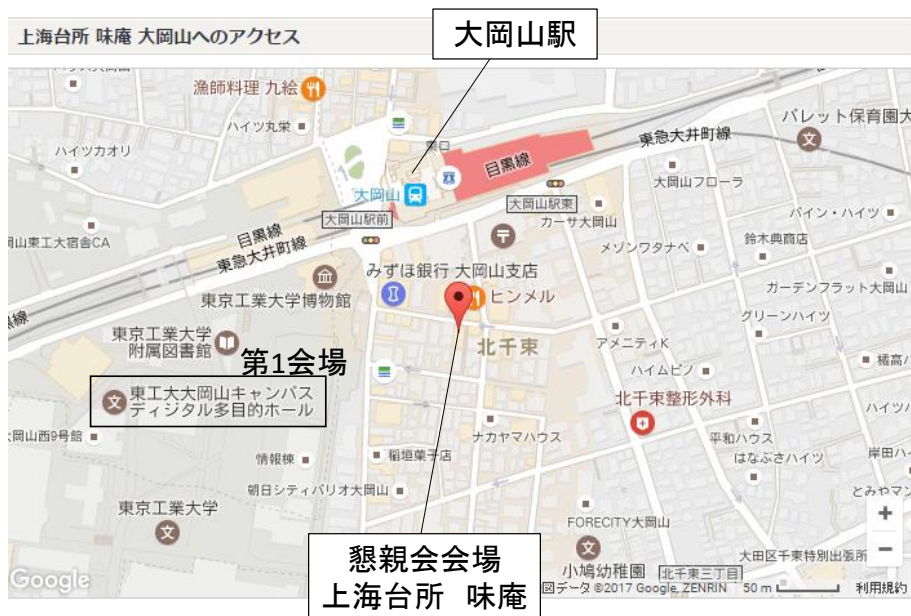 上海台所 味庵 大岡山へのアクセス
大岡山駅
漁師料理 九絵
ハイツ丸栄
ハイツカオリ
東口
目黒線
東急大井町線
パレット保育園大
大岡山
大岡山駅前
大岡山駅東
大岡山フローラ
カーサ大岡山
パイン・ハイツ
岡山東工大宿舎CA
目黒線
東急大井町線
メゾンワタナベ
鈴木典商店
みずほ銀行 大岡山支店
東京工業大学博物館
ヒンメル
ガーデンフラット大岡山
グリーンハイツ
黒線
東京工業大学
附属図書館
第1会場
北千束
アメニティK
ハイムピノ
橘高ハ
東工大大岡山キャンパス
ディジタル多目的ホール
北千束整形外科
ハイツハ
大岡山西9号館
ナカヤマハウス
平和ハウス
情報棟
稲垣菓子店
はなぶさハイツ
岸田ハイ
朝日シティパリオ大岡山
とみやマン
東京工業大学
FORECITY大岡山
懇親会会場
上海台所 味庵
小鳩幼稚園
北千束三丁目
大田区千束特別出張所
Google
図データ ©2017 Google, ZENRIN
50 m
利用規約